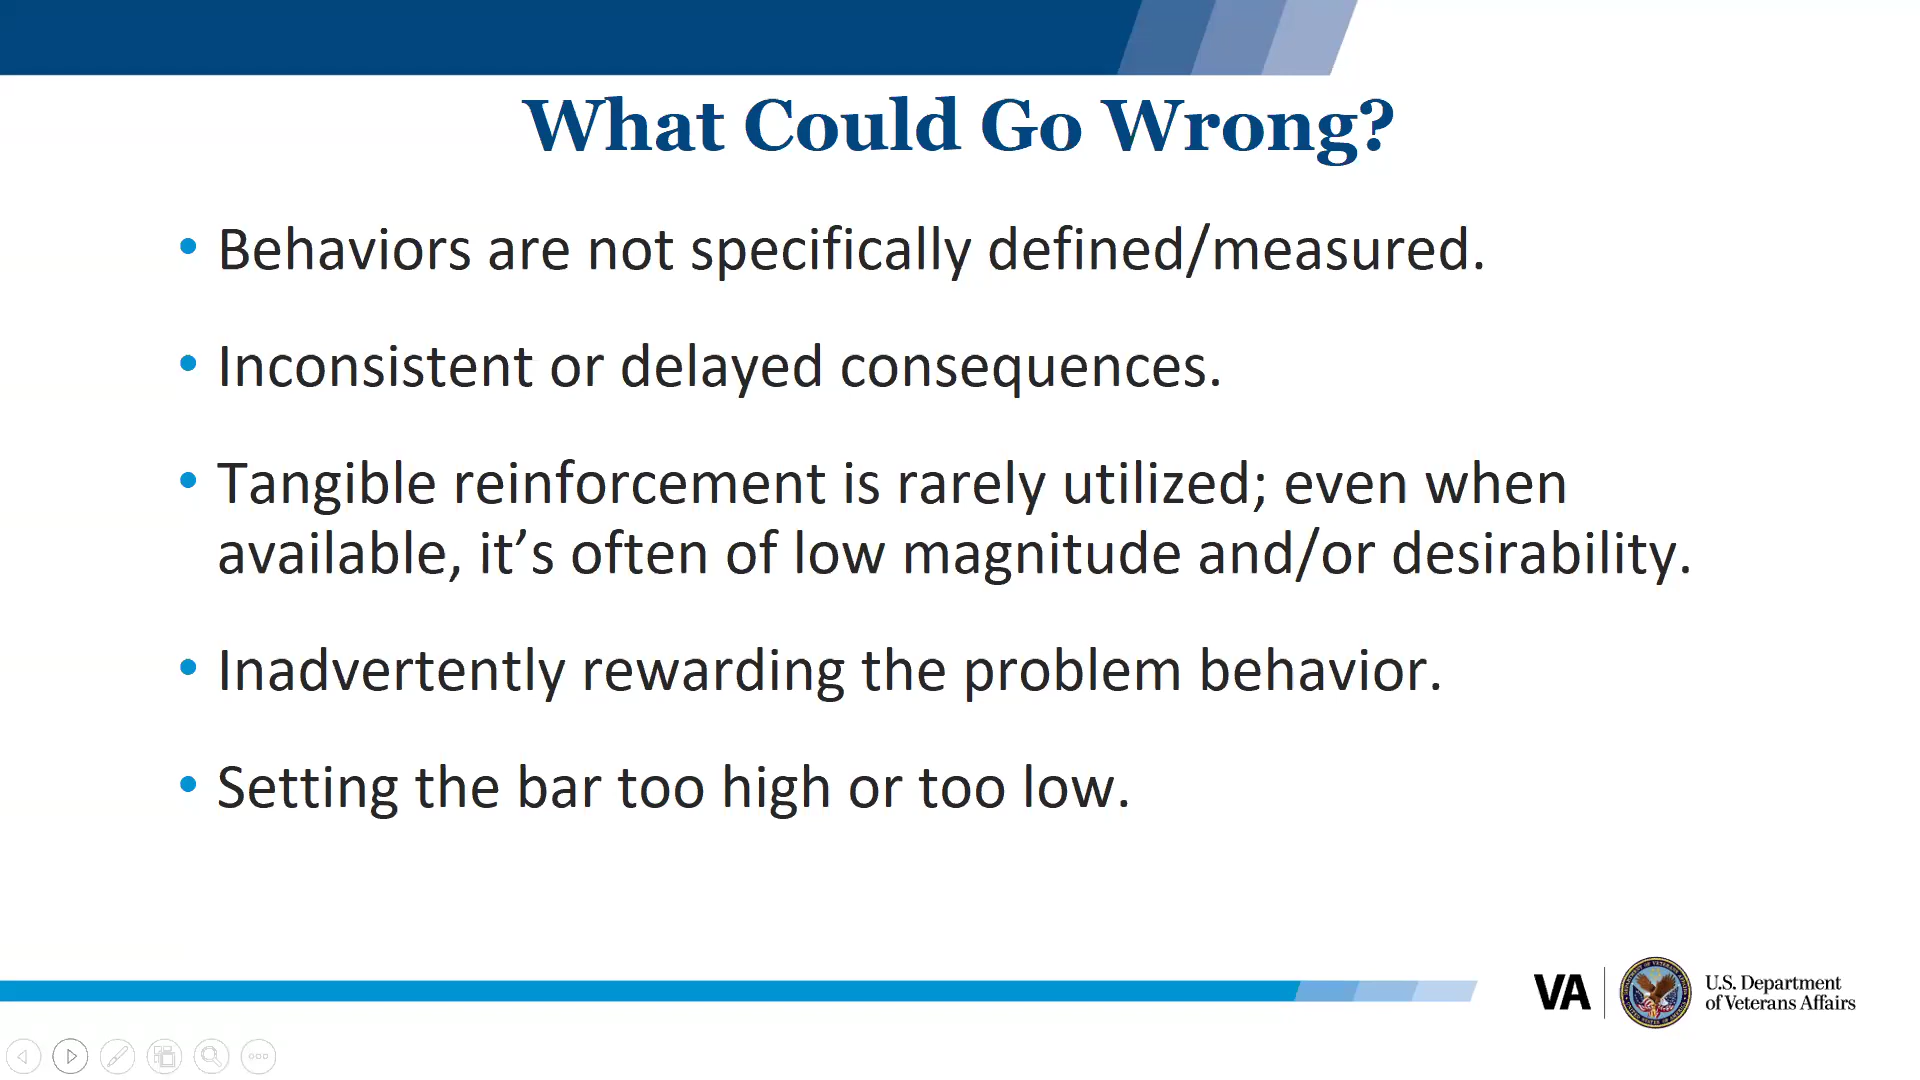 What Could Go Wrong?
• Behaviors are not specifically defined/measured.
• Inconsistent or delayed consequences.
• Tangible reinforcement is rarely utilized; even when
available, it’s often of low magnitude and/or desirability.
• Inadvertently rewarding the problem behavior.
• Setting the bar too high or too low.
VA
U.S. Department
of Veterans Affairs